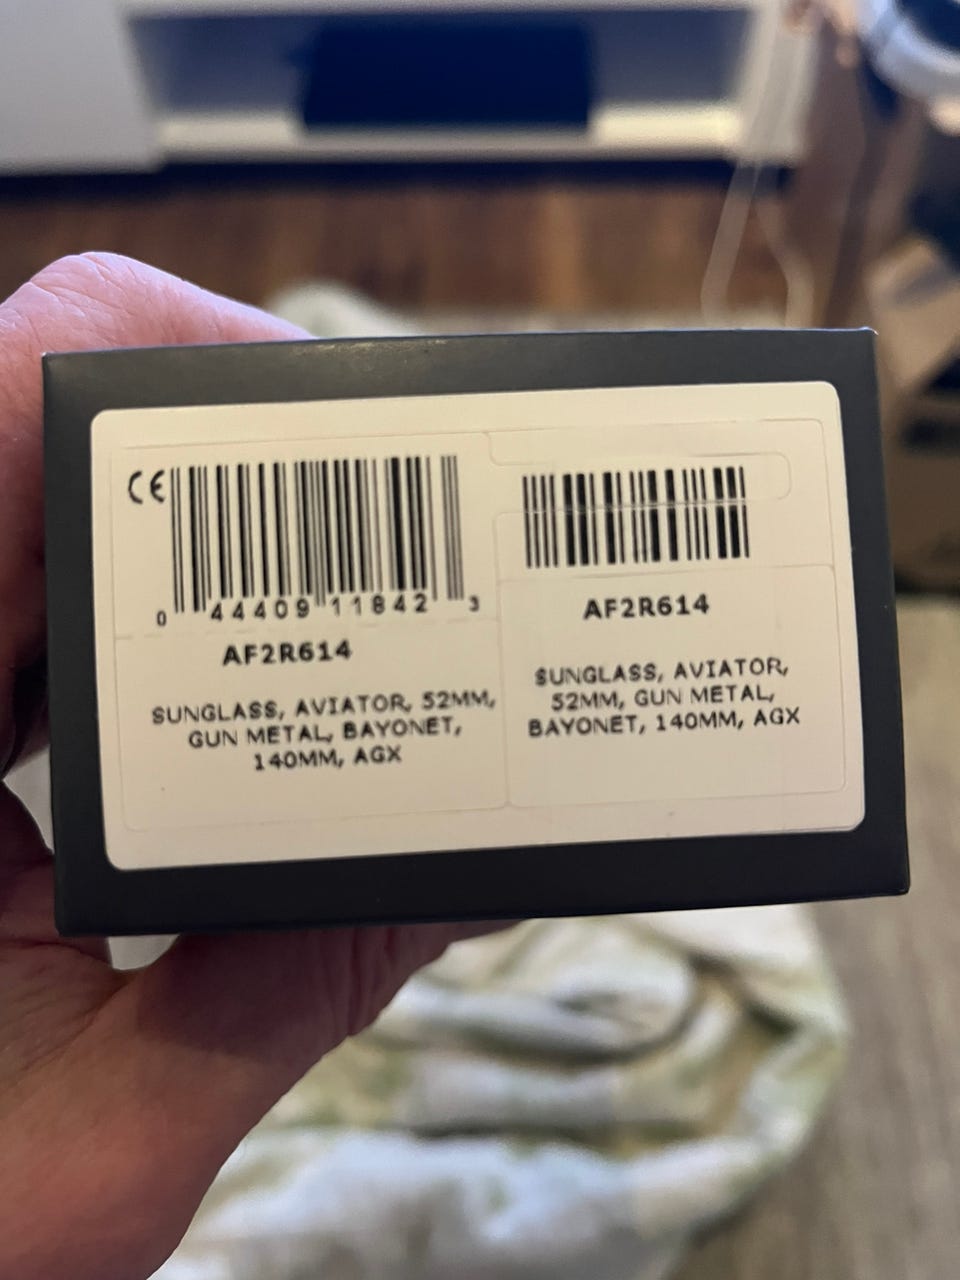 CE
0 44409 11842 3
AF2R614
SUNGLASS, AVIATOR, 52MM,
GUN METAL, BAYONET,
140MM, AGX
AF2R614
SUNGLASS, AVIATOR,
52MM, GUN METAL,
BAYONET, 140MM, AGX